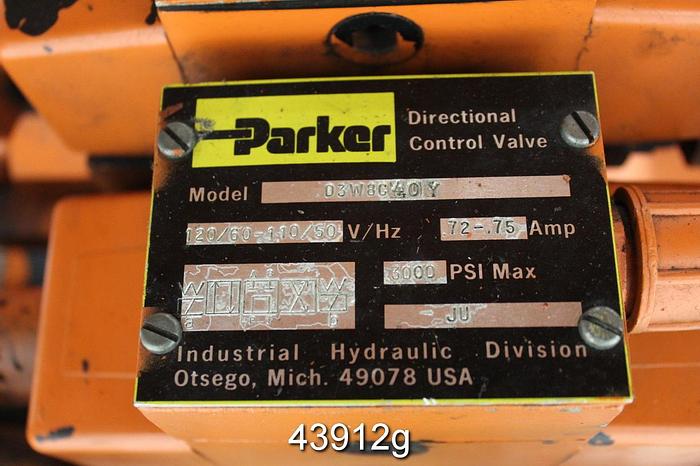 Parker
Directional
Control Valve
Model D3W8C40Y
120/60-110/50 V/Hz .72-.75 Amp
3000 PSI Max
JU
Industrial Hydraulic Division
Otsego, Mich. 49078 USA
43912g